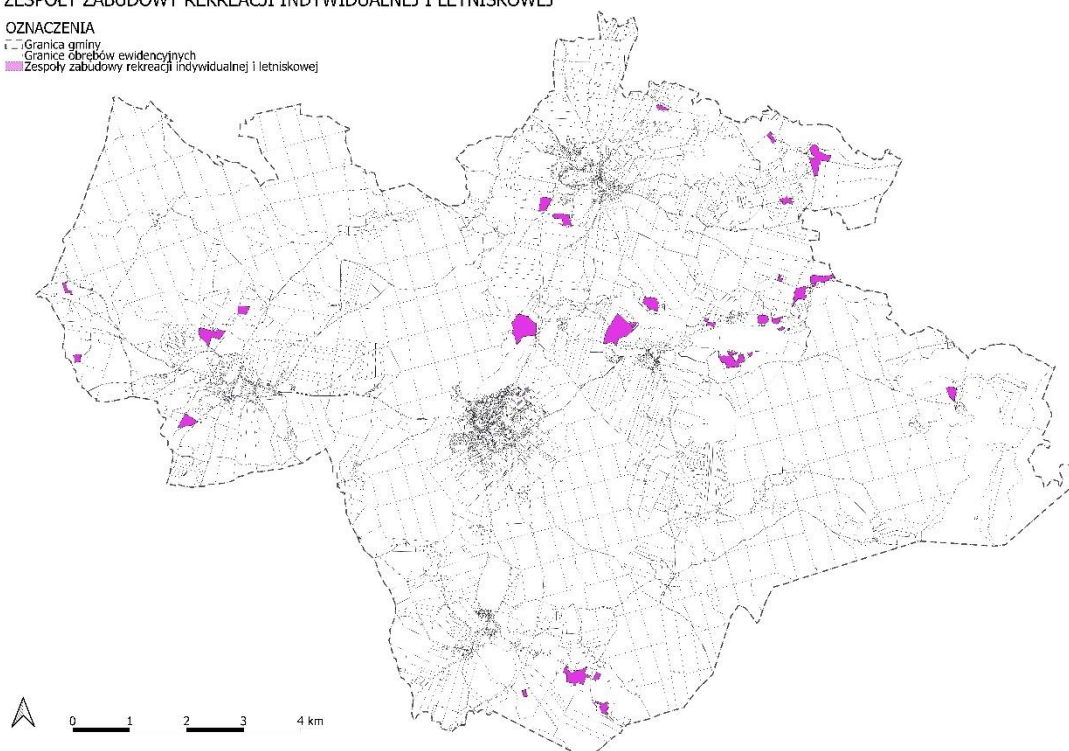 ZESPOŁY ZABUDOWY REKREACJI INDYWIDUALNEJ I LETNISKOWEJ
OZNACZENIA
Granica gminy
Granice obrębów ewidencyjnych
Zespoły zabudowy rekreacji indywidualnej i letniskowej
0 1 2 3 4 km